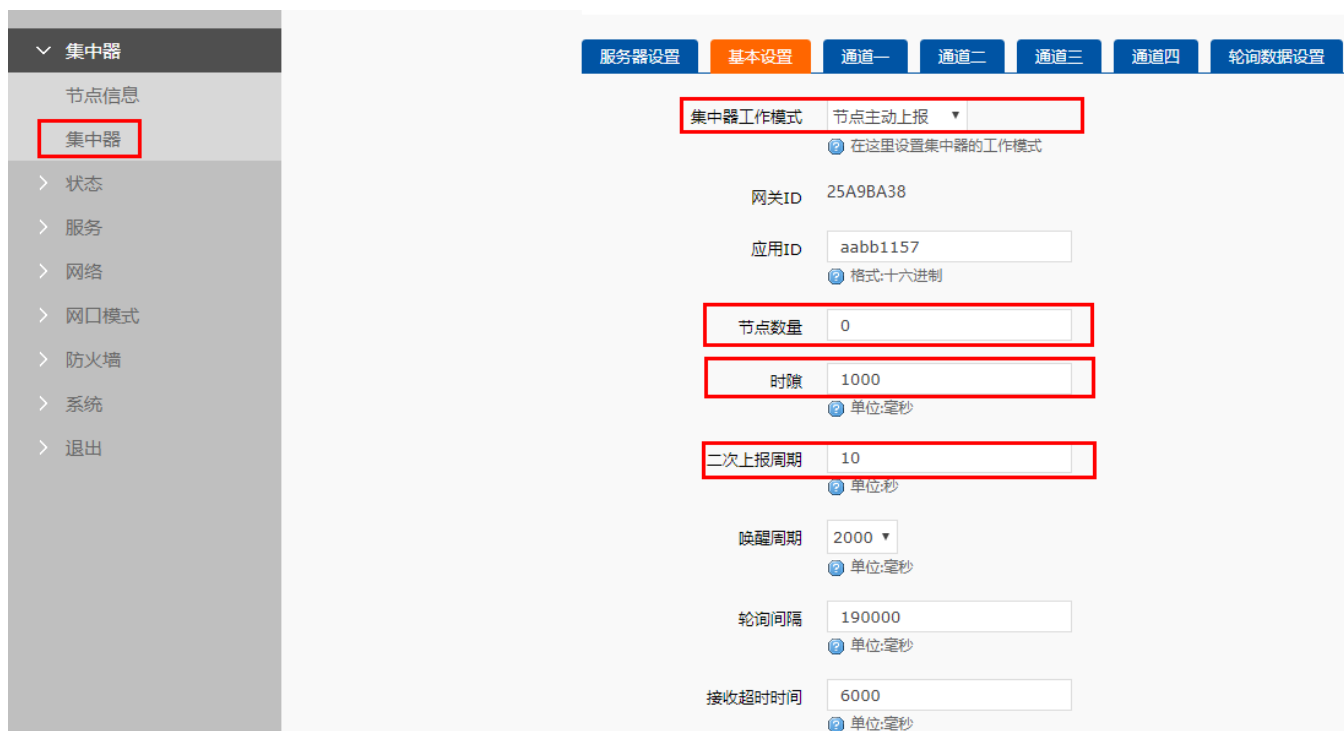 集中器
节点信息
集中器
状态
服务
网络
网口模式
防火墙
系统
退出
服务器设置 基本设置 通道一 通道二 通道三 通道四 轮询数据设置
集中器工作模式 节点主动上报
在这里设置集中器的工作模式
网关ID 25A9BA38
应用ID aabb1157
格式:十六进制
节点数量 0
时隙 1000
单位:毫秒
二次上报周期 10
单位:秒
唤醒周期 2000
单位:毫秒
轮询间隔 190000
单位:毫秒
接收超时时间 6000
单位:毫秒